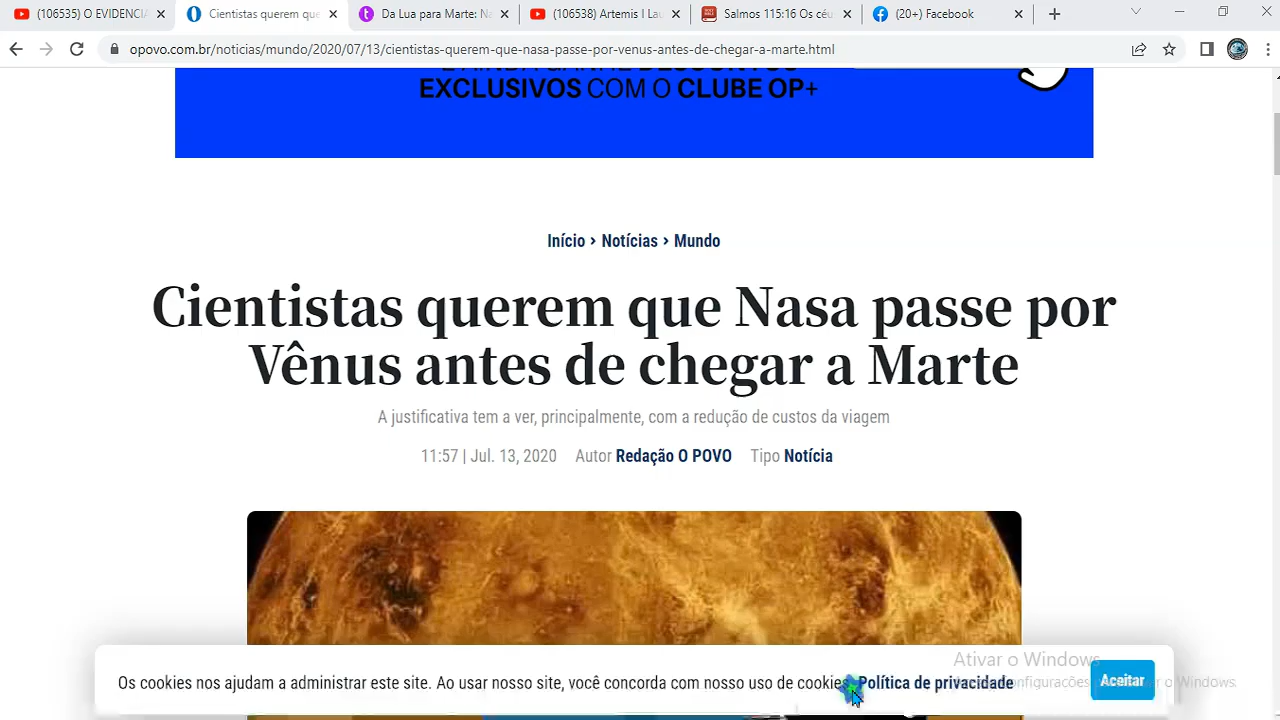 (106535) O EVIDENCIA
Cientistas querem que
Da Lua para Marte: N
(106538) Artemis I Lau
Salmos 115:16 Os céu
(20+) Facebook
opovo.com.br/noticias/mundo/2020/07/13/cientistas-querem-que-nasa-passe-por-venus-antes-de-chegar-a-marte.html
EXCLUSIVOS COM O CLUBE OP+
Início › Notícias › Mundo
Cientistas querem que Nasa passe por
Vênus antes de chegar a Marte
A justificativa tem a ver, principalmente, com a redução de custos da viagem
11:57 | Jul. 13, 2020 Autor Redação O POVO Tipo Notícia
Ativar o Windows
Os cookies nos ajudam a administrar este site. Ao usar nosso site, você concorda com nosso uso de cookies. Política de privacidade
Aceitar